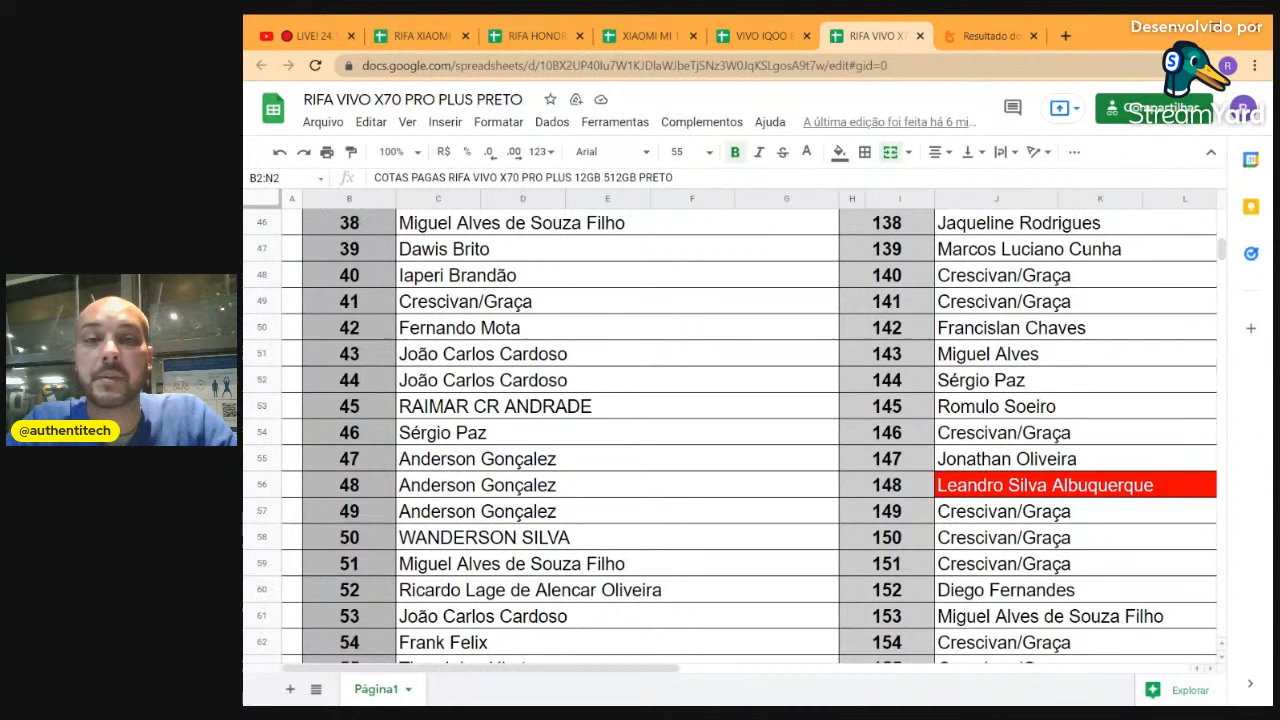 Desenvolvido por
StreamYard
LIVE! 24.
RIFA XIAOMI
RIFA HONOR
XIAOMI MI 1
VIVO IQOO 8
RIFA VIVO X7
Resultado do
docs.google.com/spreadsheets/d/10BX2UP40Iu7W1KJDlaWJbeTjSNz3W0JqKSLgosA9t7w/edit#gid=0
R
RIFA VIVO X70 PRO PLUS PRETO
Arquivo Editar Ver Inserir Formatar Dados Ferramentas Complementos Ajuda A última edição foi feita há 6 mi…
Compartilhar
100% R$ % .0 .00 123 Arial 55 B I S A
B2:N2 fx COTAS PAGAS RIFA VIVO X70 PRO PLUS 12GB 512GB PRETO
A B C D E F G H I J K L
46 38 Miguel Alves de Souza Filho 138 Jaqueline Rodrigues
47 39 Dawis Brito 139 Marcos Luciano Cunha
48 40 Iaperi Brandão 140 Crescivan/Graça
49 41 Crescivan/Graça 141 Crescivan/Graça
50 42 Fernando Mota 142 Francislan Chaves
51 43 João Carlos Cardoso 143 Miguel Alves
52 44 João Carlos Cardoso 144 Sérgio Paz
53 45 RAIMAR CR ANDRADE 145 Romulo Soeiro
54 46 Sérgio Paz 146 Crescivan/Graça
55 47 Anderson Gonçalez 147 Jonathan Oliveira
56 48 Anderson Gonçalez 148 Leandro Silva Albuquerque
57 49 Anderson Gonçalez 149 Crescivan/Graça
58 50 WANDERSON SILVA 150 Crescivan/Graça
59 51 Miguel Alves de Souza Filho 151 Crescivan/Graça
60 52 Ricardo Lage de Alencar Oliveira 152 Diego Fernandes
61 53 João Carlos Cardoso 153 Miguel Alves de Souza Filho
62 54 Frank Felix 154 Crescivan/Graça
@authentitech
Página1
Explorar